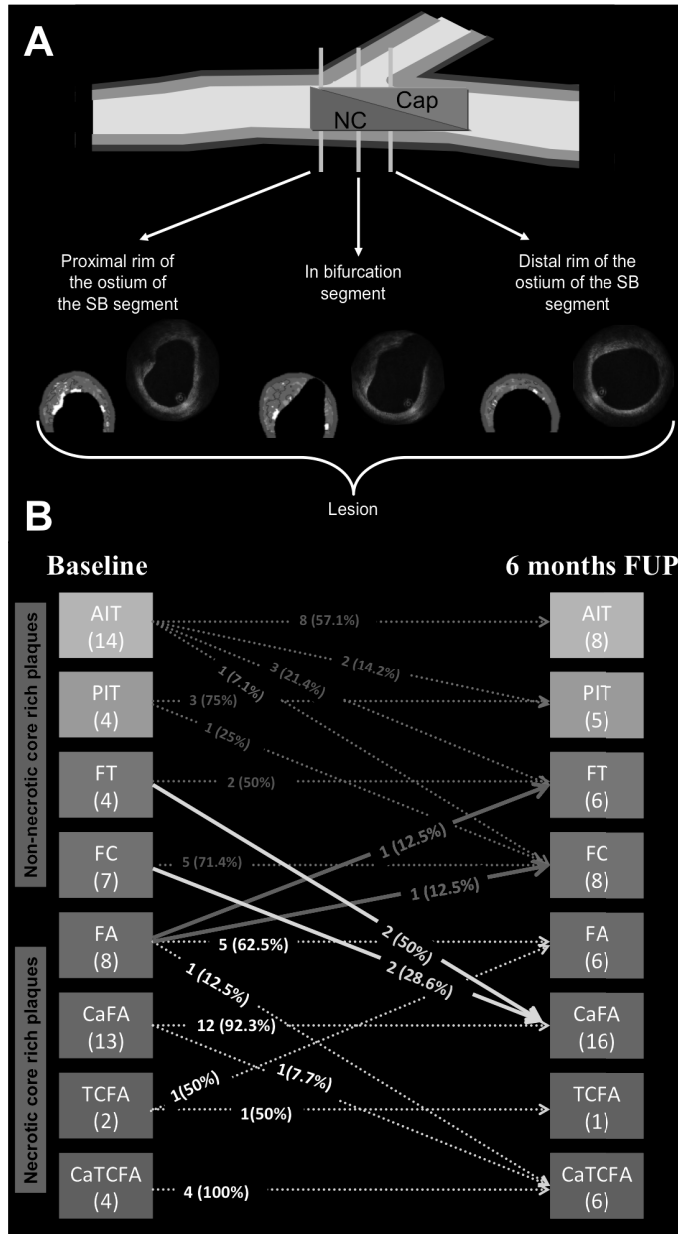 A
Cap
NC
Proximal rim of
the ostium of
the SB segment
In bifurcation
segment
Distal rim of the
ostium of the SB
segment
Lesion
B
Baseline
6 months FUP
Non-necrotic core rich plaques
Necrotic core rich plaques
AIT
(14)
8 (57.1%)
2 (14.2%)
3 (21.4%)
1 (7.1%)
AIT
(8)
PIT
(4)
3 (75%)
1 (25%)
PIT
(5)
FT
(4)
2 (50%)
FT
(6)
1 (12.5%)
FC
(7)
5 (71.4%)
FC
(8)
1 (12.5%)
FA
(8)
5 (62.5%)
2 (50%)
FA
(6)
1 (12.5%)
2 (28.6%)
CaFA
(13)
12 (92.3%)
CaFA
(16)
1(50%)
1(7.7%)
TCFA
(2)
1(50%)
TCFA
(1)
CaTCFA
(4)
4 (100%)
CaTCFA
(6)